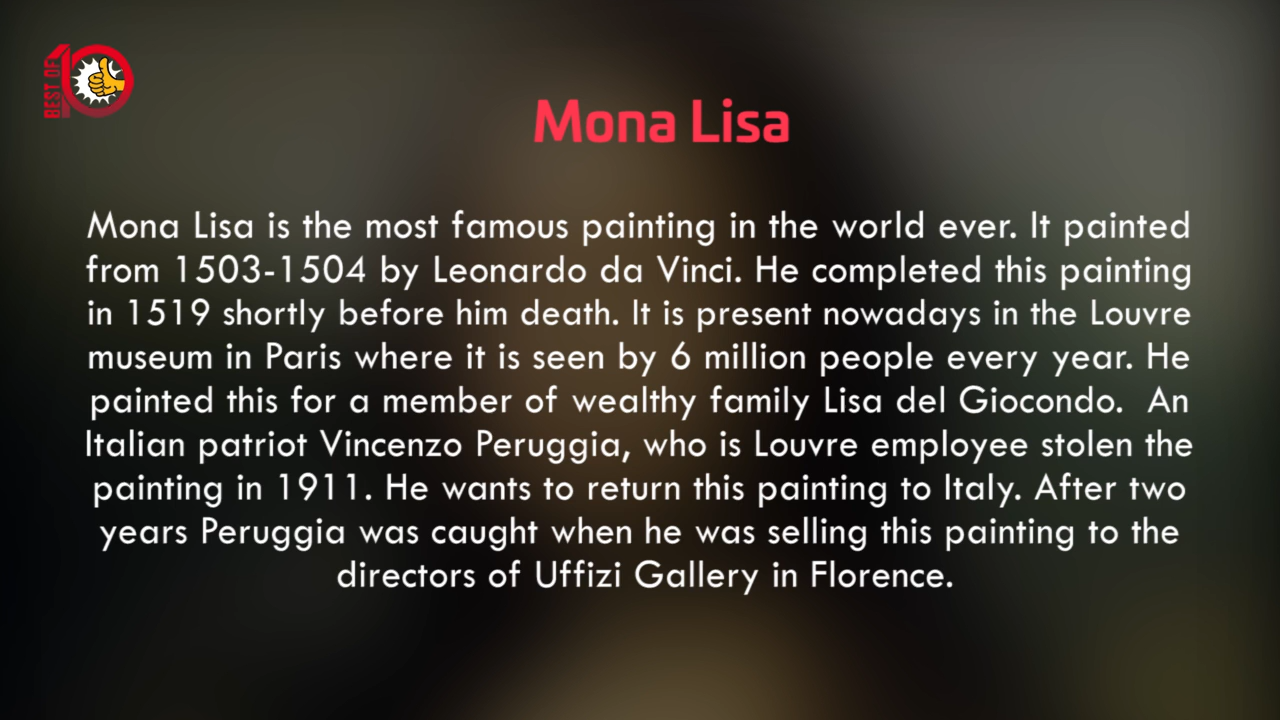 BEST OF 10
Mona Lisa
Mona Lisa is the most famous painting in the world ever. It painted
from 1503-1504 by Leonardo da Vinci. He completed this painting
in 1519 shortly before him death. It is present nowadays in the Louvre
museum in Paris where it is seen by 6 million people every year. He
painted this for a member of wealthy family Lisa del Giocondo. An
Italian patriot Vincenzo Peruggia, who is Louvre employee stolen the
painting in 1911. He wants to return this painting to Italy. After two
years Peruggia was caught when he was selling this painting to the
directors of Uffizi Gallery in Florence.